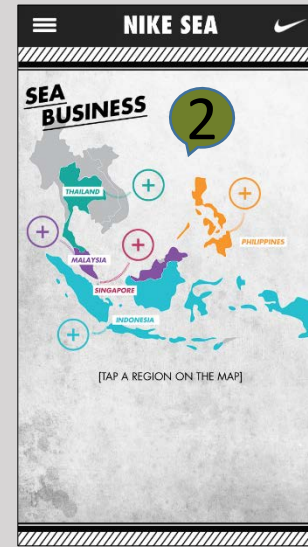 NIKE SEA
SEA
BUSINESS
2
THAILAND
PHILIPPINES
MALAYSIA
SINGAPORE
INDONESIA
[TAP A REGION ON THE MAP]